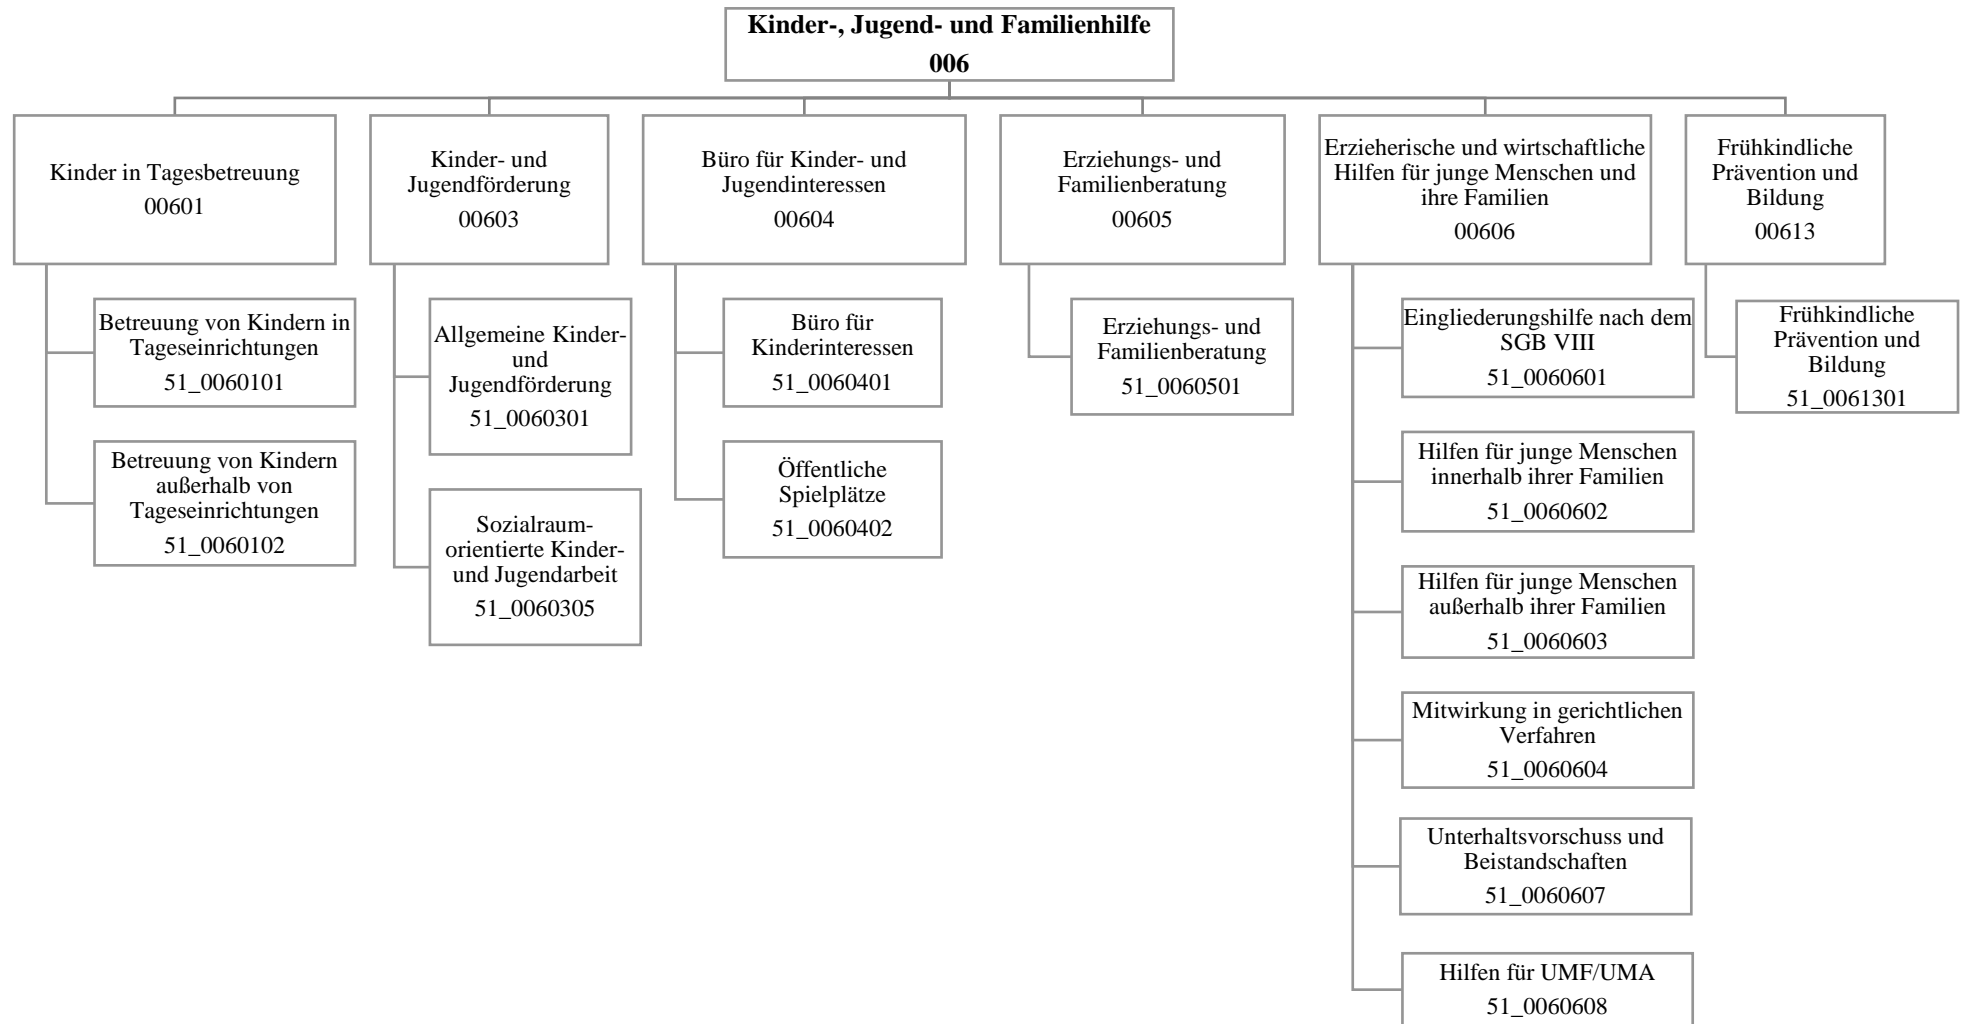 Kinder-, Jugend- und Familienhilfe
006
Kinder in Tagesbetreuung
00601
Betreuung von Kindern in
Tageseinrichtungen
51_0060101
Betreuung von Kindern
außerhalb von
Tageseinrichtungen
51_0060102
Kinder- und
Jugendförderung
00603
Allgemeine Kinder-
und
Jugendförderung
51_0060301
Sozialraum-
orientierte Kinder-
und Jugendarbeit
51_0060305
Büro für Kinder- und
Jugendinteressen
00604
Büro für
Kinderinteressen
51_0060401
Öffentliche
Spielplätze
51_0060402
Erziehungs- und
Familienberatung
00605
Erziehungs- und
Familienberatung
51_0060501
Erzieherische und wirtschaftliche
Hilfen für junge Menschen und
ihre Familien
00606
Eingliederungshilfe nach dem
SGB VIII
51_0060601
Hilfen für junge Menschen
innerhalb ihrer Familien
51_0060602
Hilfen für junge Menschen
außerhalb ihrer Familien
51_0060603
Mitwirkung in gerichtlichen
Verfahren
51_0060604
Unterhaltsvorschuss und
Beistandschaften
51_0060607
Hilfen für UMF/UMA
51_0060608
Frühkindliche
Prävention und
Bildung
00613
Frühkindliche
Prävention und
Bildung
51_0061301